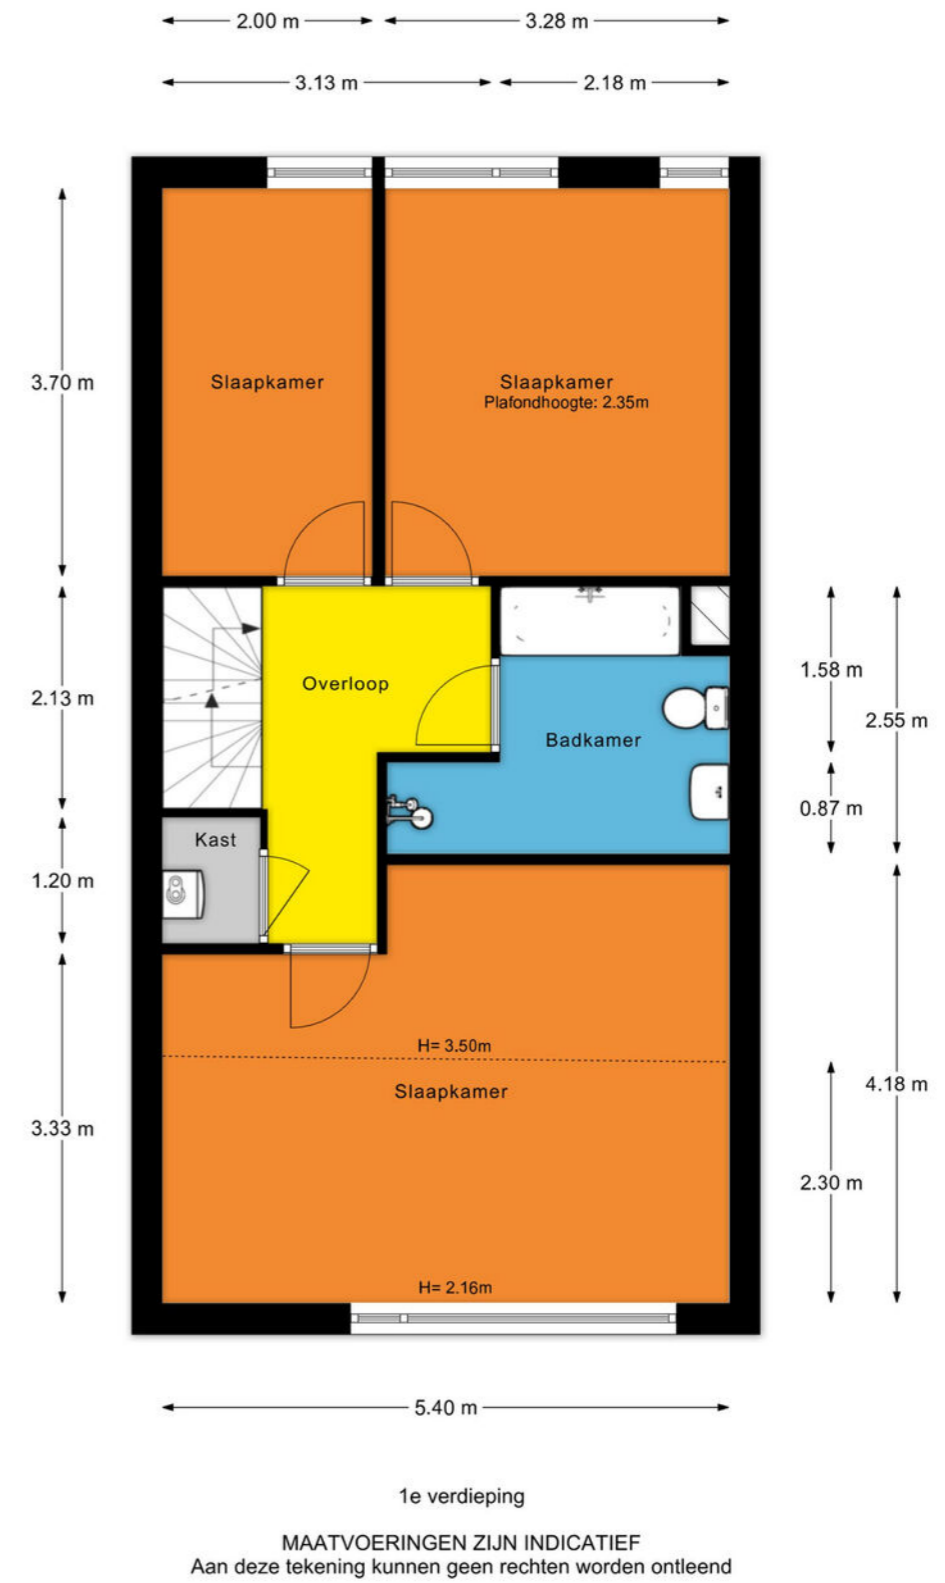 2.00 m
3.28 m
3.13 m
2.18 m
3.70 m
Slaapkamer
Slaapkamer
Plafondhoogte: 2.35m
2.13 m
Overloop
1.58 m
2.55 m
Badkamer
0.87 m
Kast
1.20 m
H= 3.50m
Slaapkamer
4.18 m
3.33 m
2.30 m
H= 2.16m
5.40 m
1e verdieping
MAATVOERINGEN ZIJN INDICATIEF
Aan deze tekening kunnen geen rechten worden ontleend